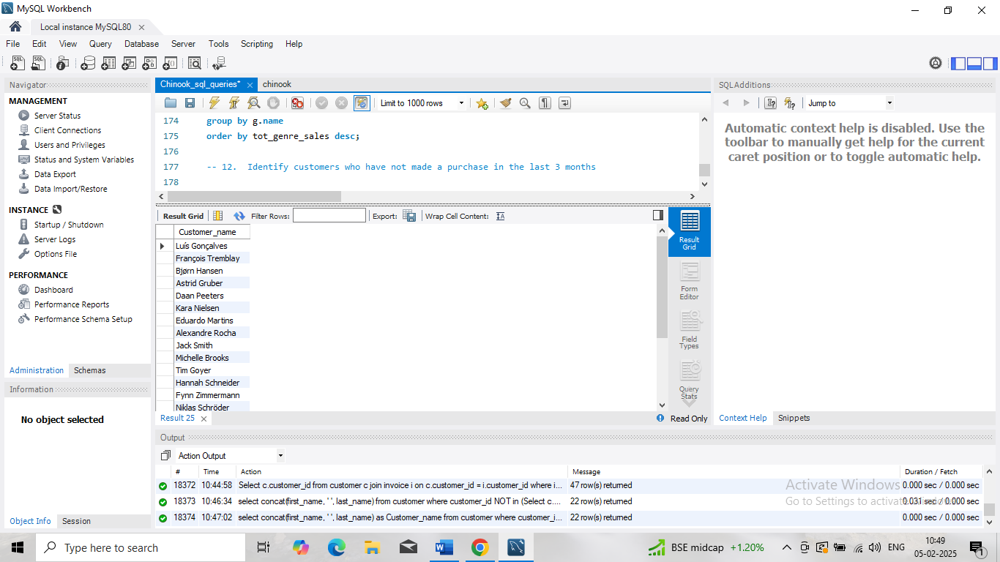 MySQL Workbench
Local instance MySQL80
File Edit View Query Database Server Tools Scripting Help
Navigator
MANAGEMENT
Server Status
Client Connections
Users and Privileges
Status and System Variables
Data Export
Data Import/Restore
INSTANCE
Startup / Shutdown
Server Logs
Options File
PERFORMANCE
Dashboard
Performance Reports
Performance Schema Setup
Administration Schemas
Information
No object selected
Object Info Session
Chinook_sql_queries* chinook
Limit to 1000 rows
174 group by g.name
175 order by tot_genre_sales desc;
176
177 -- 12. Identify customers who have not made a purchase in the last 3 months
178
Result Grid Filter Rows: Export: Wrap Cell Content:
Customer_name
Luís Gonçalves
François Tremblay
Bjørn Hansen
Astrid Gruber
Daan Peeters
Kara Nielsen
Eduardo Martins
Alexandre Rocha
Jack Smith
Michelle Brooks
Tim Goyer
Hannah Schneider
Fynn Zimmermann
Niklas Schröder
Result Grid
Form Editor
Field Types
Query Stats
Result 25 Read Only
SQLAdditions
Jump to
Automatic context help is disabled. Use the
toolbar to manually get help for the current
caret position or to toggle automatic help.
Context Help Snippets
Output
Action Output
# Time Action Message Duration / Fetch
18372 10:44:58 Select c.customer_id from customer c join invoice i on c.customer_id = i.customer_id where i... 47 row(s) returned 0.000 sec / 0.000 sec
18373 10:46:34 select concat(first_name, ' ', last_name) from customer where customer_id NOT in (Select c.... 22 row(s) returned 0.031 sec / 0.000 sec
18374 10:47:02 select concat(first_name, ' ', last_name) as Customer_name from customer where customer_i... 22 row(s) returned 0.000 sec / 0.000 sec
Activate Windows
Go to Settings to activate Windows.
Type here to search
BSE midcap +1.20%
ENG
10:49
05-02-2025
1